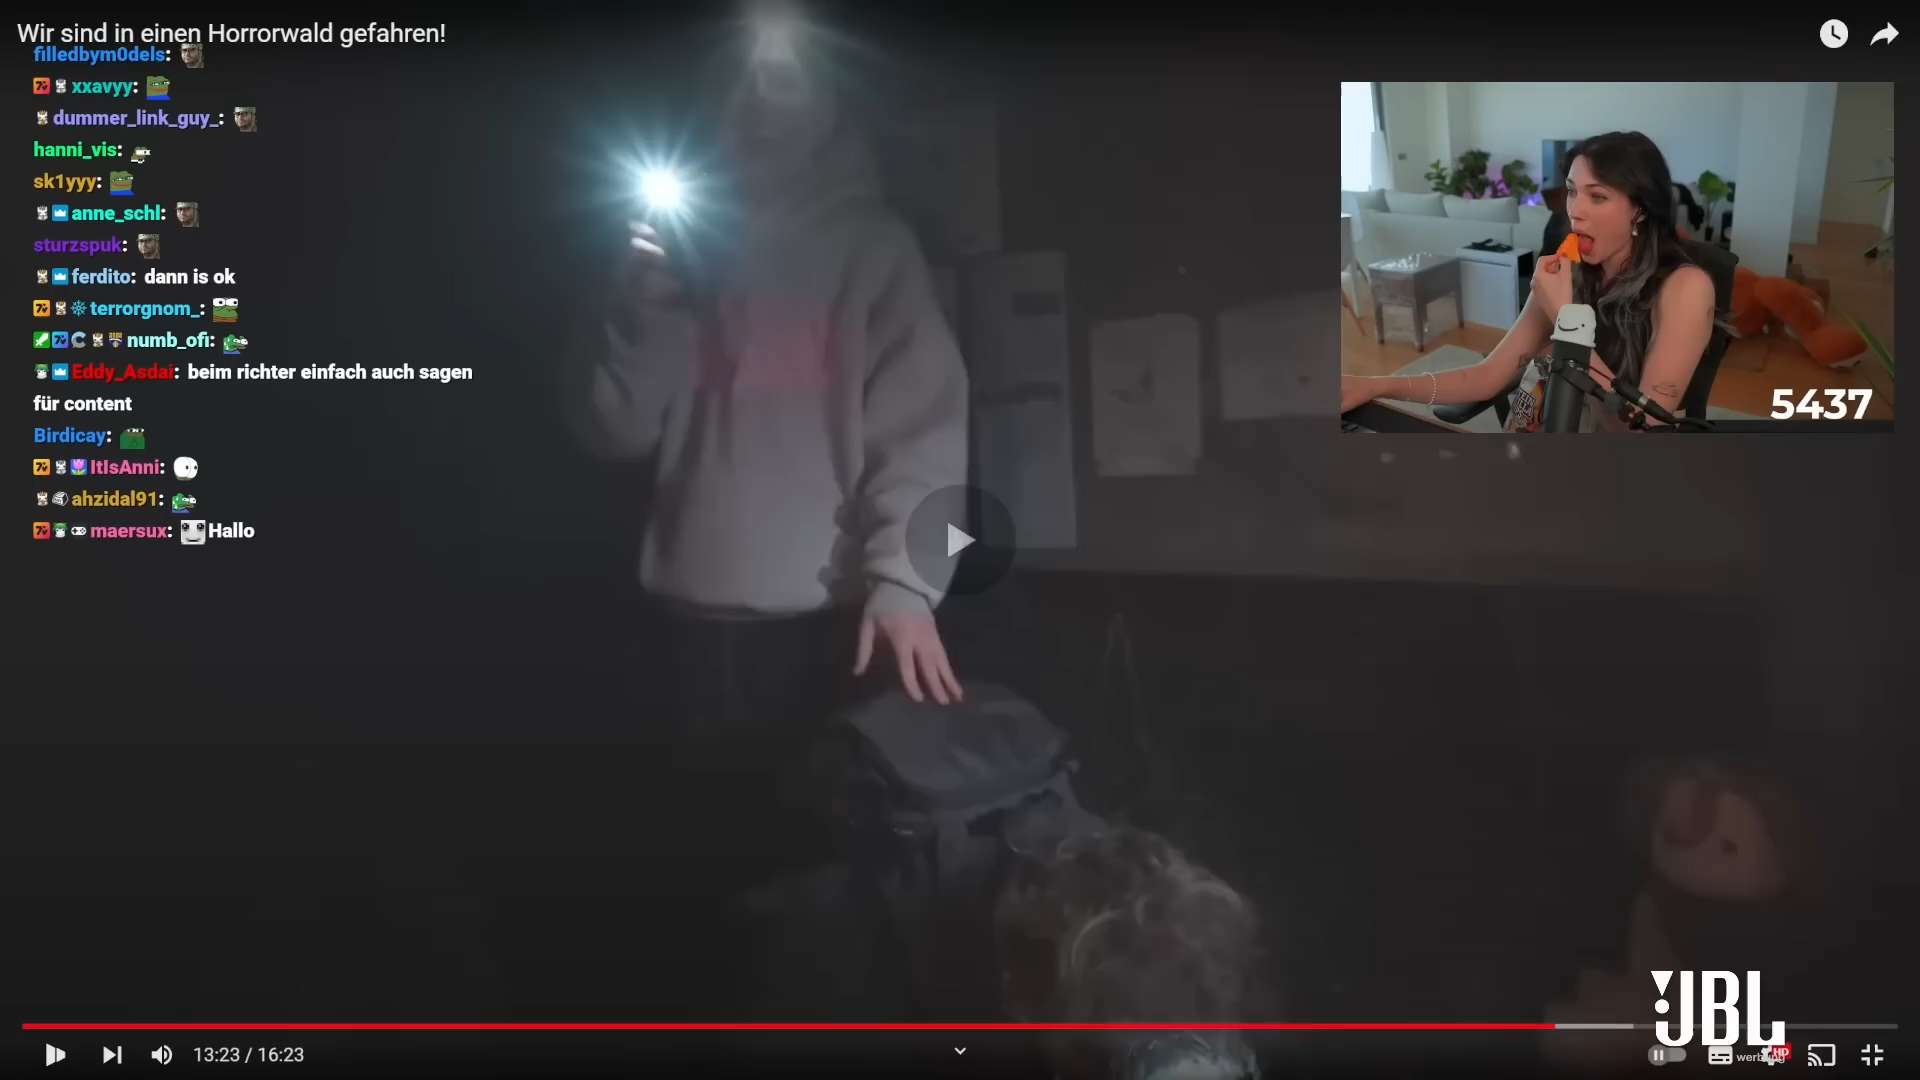 Wir sind in einen Horrorwald gefahren!
filledbym0dels:
xxavyy:
dummer_link_guy_:
hanni_vis:
sk1yyy:
anne_schl:
sturzspuk:
ferdito: dann is ok
terrorgnom_:
numb_ofi:
Eddy_Asdai: beim richter einfach auch sagen
für content
Birdicay:
ItIsAnni:
ahzidal91:
maersux: Hallo
5437
JBL
13:23 / 16:23
werbung
HD